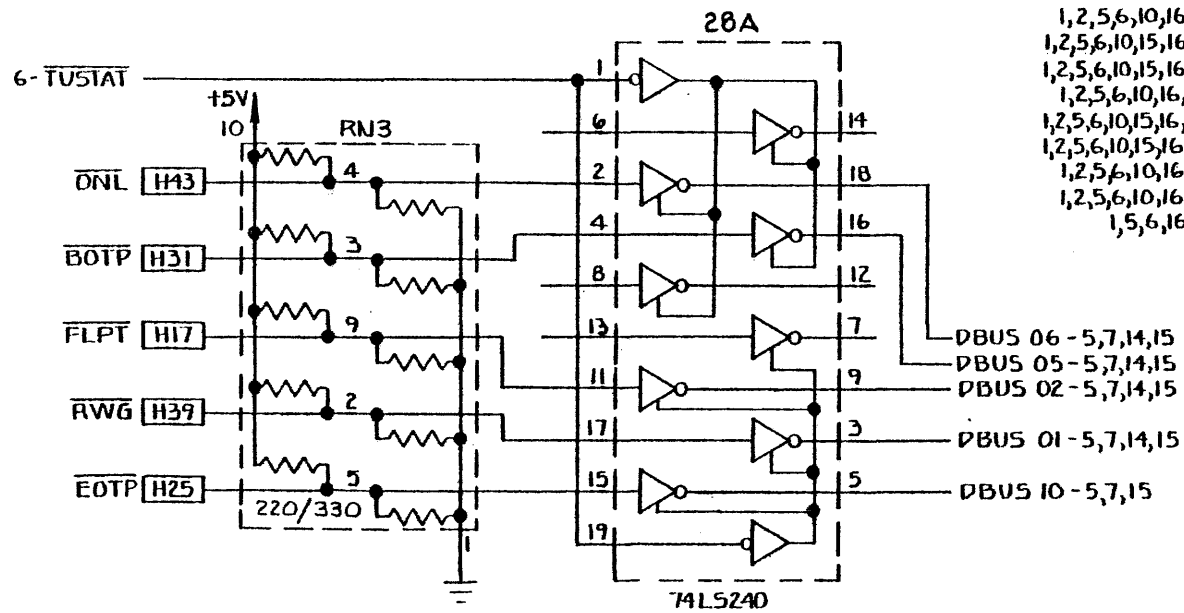 28A
1,2,5,6,10,16
1,2,5,6,10,15,16
1,2,5,6,10,15,16
1,2,5,6,10,16,
1,2,5,6,10,15,16,
1,2,5,6,10,15,16
1,2,5,6,10,16
1,2,5,6,10,16
1,5,6,16
6-T̅U̅S̅T̅A̅T̅
1
+5V
10
RN3
6
14
O̅N̅L̅ H43
4
2
18
B̅O̅T̅P̅ H31
3
4
16
8
12
F̅L̅P̅T̅ H17
9
13
7
DBUS 06-5,7,14,15
DBUS 05-5,7,14,15
11
9
DBUS 02-5,7,14,15
R̅W̅G̅ H39
2
17
3
DBUS 01-5,7,14,15
E̅O̅T̅P̅ H25
5
15
5
DBUS 10-5,7,15
220/330
19
1
74LS240